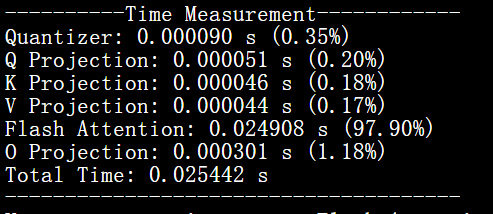 ----------Time Measurement------------
Quantizer: 0.000090 s (0.35%)
Q Projection: 0.000051 s (0.20%)
K Projection: 0.000046 s (0.18%)
V Projection: 0.000044 s (0.17%)
Flash Attention: 0.024908 s (97.90%)
O Projection: 0.000301 s (1.18%)
Total Time: 0.025442 s
--------------------------------------